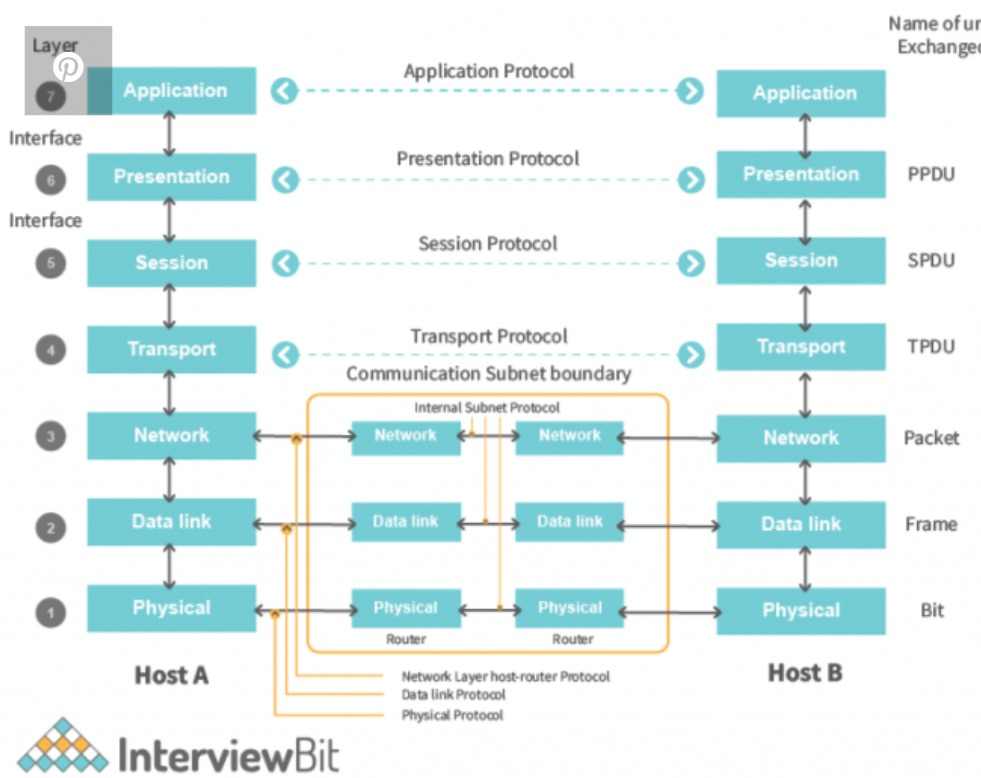 Name of un
Exchanged
Layer
7
Application
Application Protocol
Application
Interface
6
Presentation
Presentation Protocol
Presentation
PPDU
Interface
5
Session
Session Protocol
Session
SPDU
4
Transport
Transport Protocol
Transport
TPDU
Communication Subnet boundary
Internal Subnet Protocol
3
Network
Network
Network
Network
Packet
2
Data link
Data link
Data link
Data link
Frame
1
Physical
Physical
Physical
Physical
Bit
Router
Router
Host A
Host B
Network Layer host-router Protocol
Data link Protocol
Physical Protocol
InterviewBit